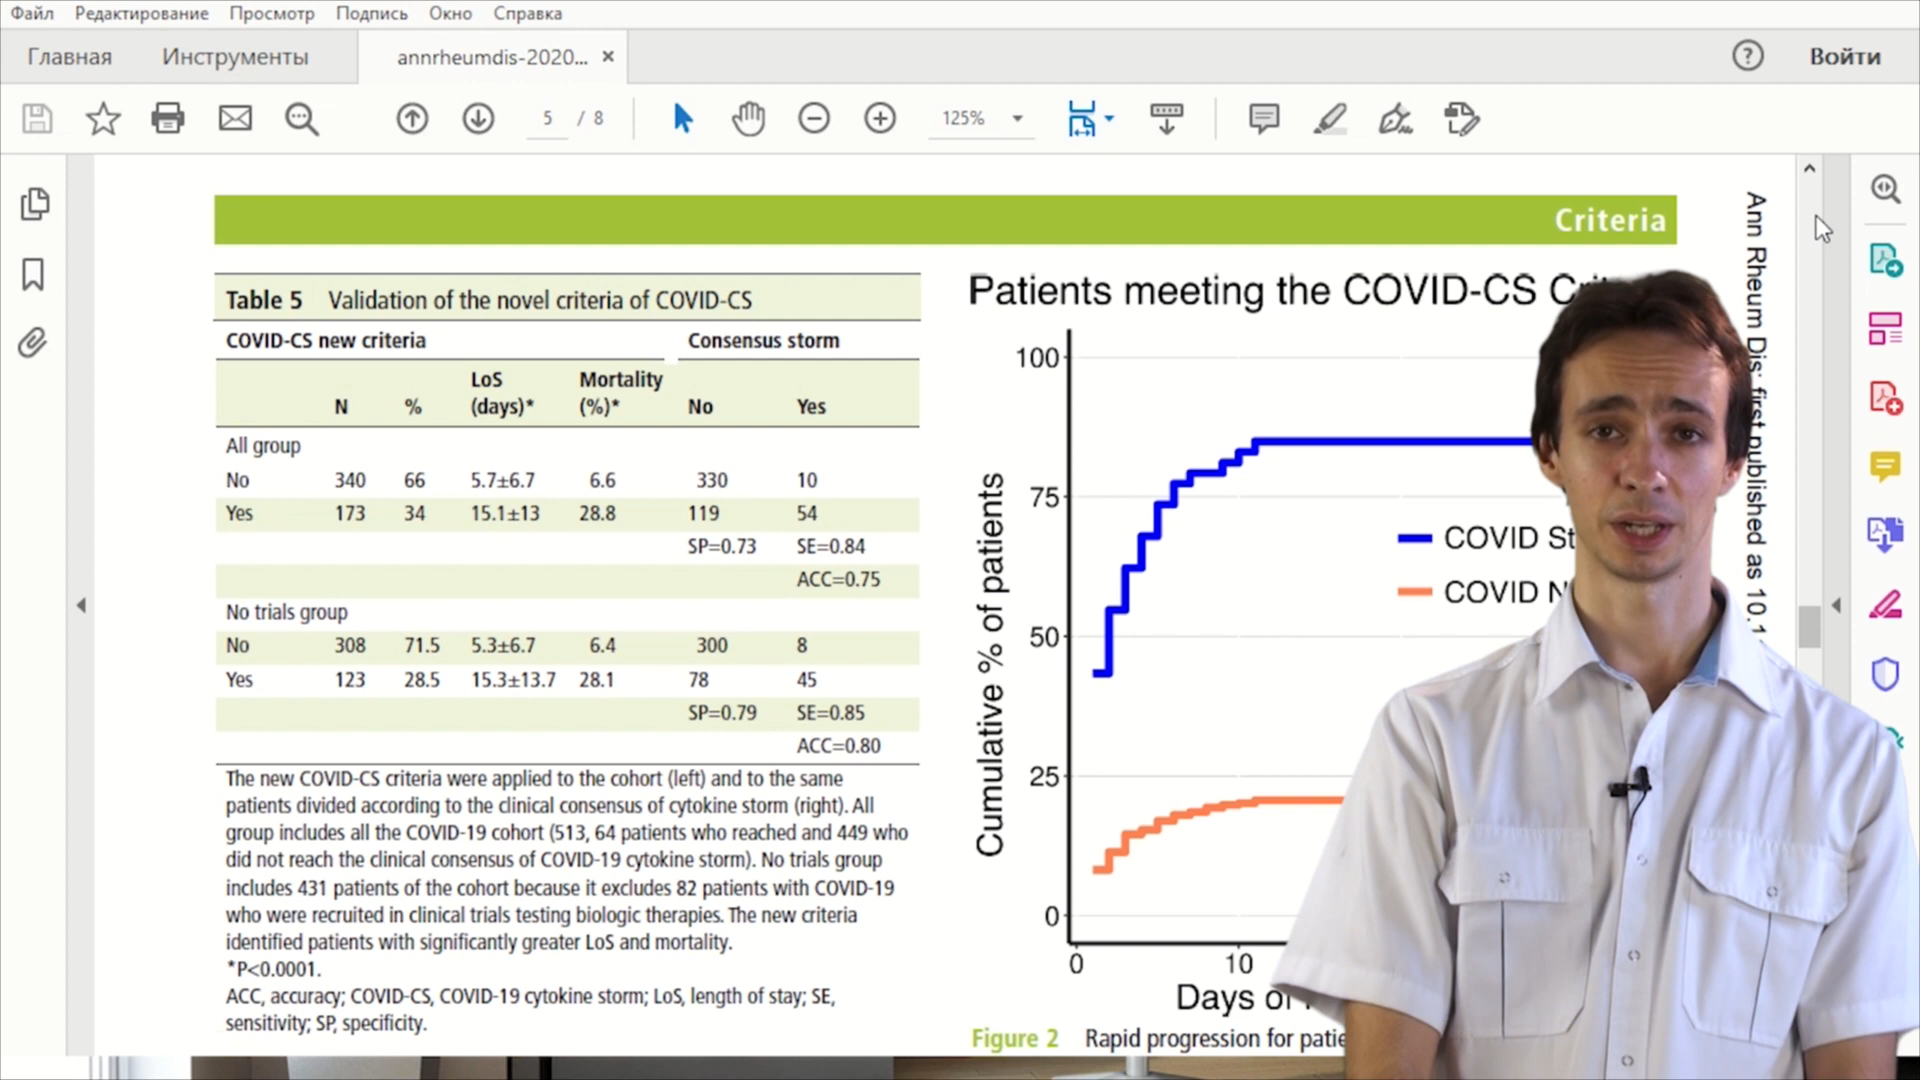 Файл Редактирование Просмотр Подпись Окно Справка
Главная Инструменты annrheumdis-2020... × ? Войти
5 / 8 125%
Criteria
Table 5 Validation of the novel criteria of COVID-CS
COVID-CS new criteria Consensus storm
N % LoS (days)* Mortality (%)* No Yes
All group
No 340 66 5.7±6.7 6.6 330 10
Yes 173 34 15.1±13 28.8 119 54
SP=0.73 SE=0.84
ACC=0.75
No trials group
No 308 71.5 5.3±6.7 6.4 300 8
Yes 123 28.5 15.3±13.7 28.1 78 45
SP=0.79 SE=0.85
ACC=0.80
The new COVID-CS criteria were applied to the cohort (left) and to the same
patients divided according to the clinical consensus of cytokine storm (right). All
group includes all the COVID-19 cohort (513, 64 patients who reached and 449 who
did not reach the clinical consensus of COVID-19 cytokine storm). No trials group
includes 431 patients of the cohort because it excludes 82 patients with COVID-19
who were recruited in clinical trials testing biologic therapies. The new criteria
identified patients with significantly greater LoS and mortality.
*P<0.0001.
ACC, accuracy; COVID-CS, COVID-19 cytokine storm; LoS, length of stay; SE,
sensitivity; SP, specificity.
Patients meeting the COVID-CS
Cumulative % of patients
100
75
50
25
0
0 10
COVID
COVID
Days
Figure 2 Rapid progression for
Ann Rheum Dis: first published as 10.1